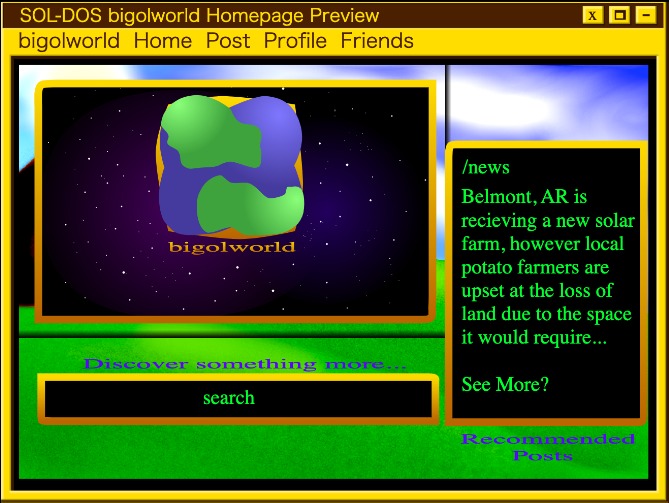 SOL-DOS bigolworld Homepage Preview
X
bigolworld Home Post Profile Friends
bigolworld
/news
Belmont, AR is
recieving a new solar
farm, however local
potato farmers are
upset at the loss of
land due to the space
it would require...
See More?
Discover something more...
search
Recommended
Posts